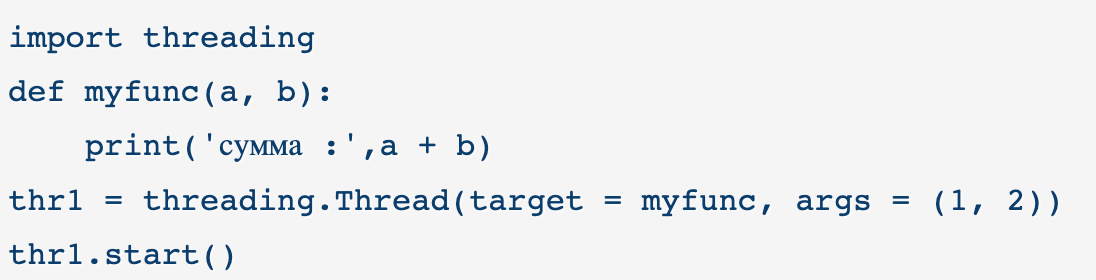 import threading
def myfunc(a, b):
    print('сумма :',a + b)
thr1 = threading.Thread(target = myfunc, args = (1, 2))
thr1.start()